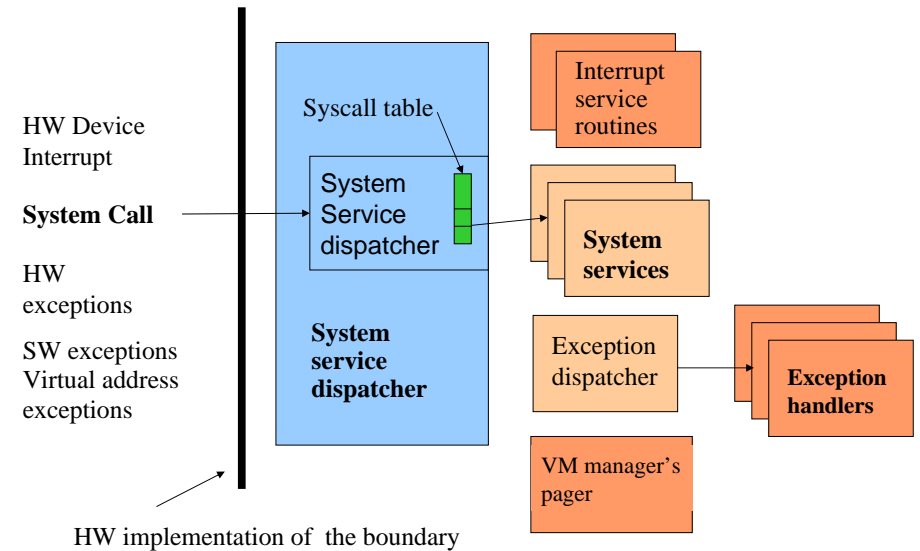 HW Device
Interrupt
System Call
HW
exceptions
SW exceptions
Virtual address
exceptions
Syscall table
System
Service
dispatcher
System
service
dispatcher
Interrupt
service
routines
System
services
Exception
dispatcher
Exception
handlers
VM manager’s
pager
HW implementation of the boundary